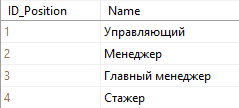 ID_Position Name
1 Управляющий
2 Менеджер
3 Главный менеджер
4 Стажер